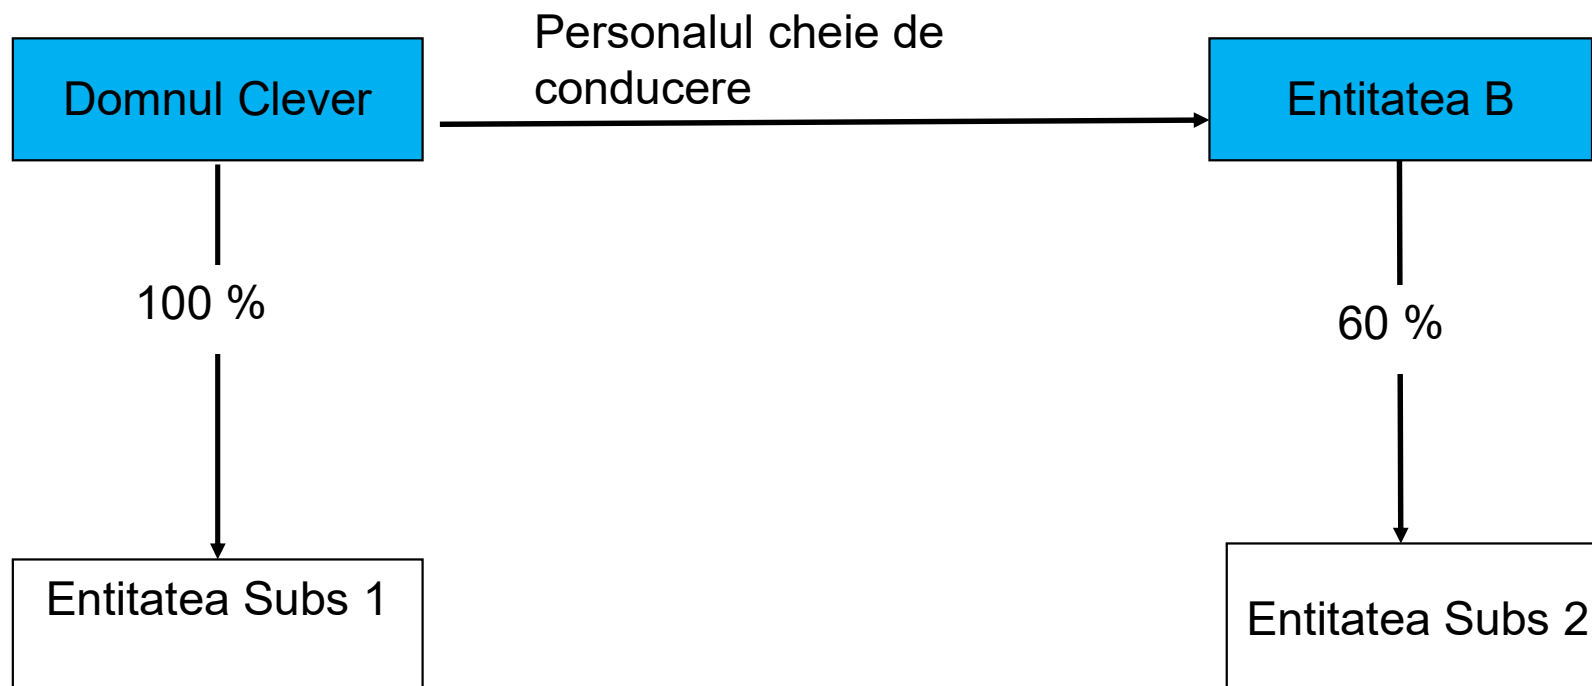 Personalul cheie de
conducere
Domnul Clever
Entitatea B
100 %
60 %
Entitatea Subs 1
Entitatea Subs 2